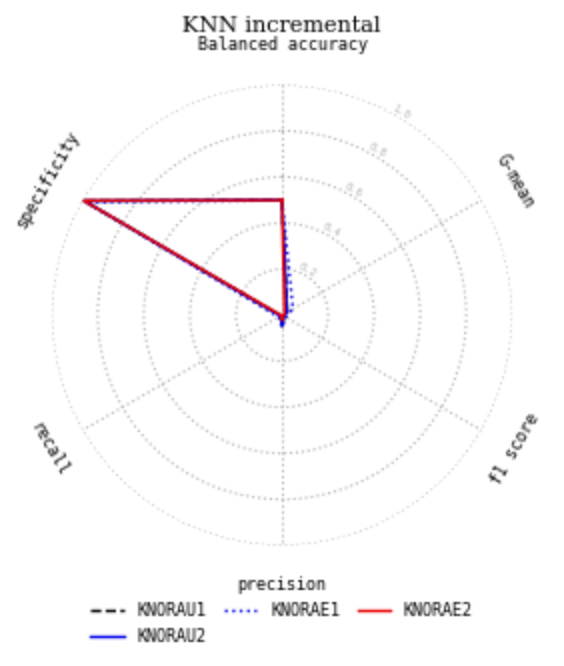 KNN incremental
Balanced accuracy
1.0
0.8
specificity
G-mean
0.6
0.4
0.2
recall
f1 score
precision
KNORAU1
KNORAE1
KNORAE2
KNORAU2